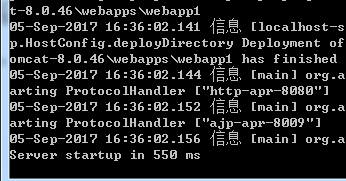 t-8.0.46\webapps\webapp1
05-Sep-2017 16:36:02.141 信息 [localhost-s
p.HostConfig.deployDirectory Deployment of
omcat-8.0.46\webapps\webapp1 has finished
05-Sep-2017 16:36:02.144 信息 [main] org.a
arting ProtocolHandler ["http-apr-8080"]
05-Sep-2017 16:36:02.152 信息 [main] org.a
arting ProtocolHandler ["ajp-apr-8009"]
05-Sep-2017 16:36:02.156 信息 [main] org.a
Server startup in 550 ms